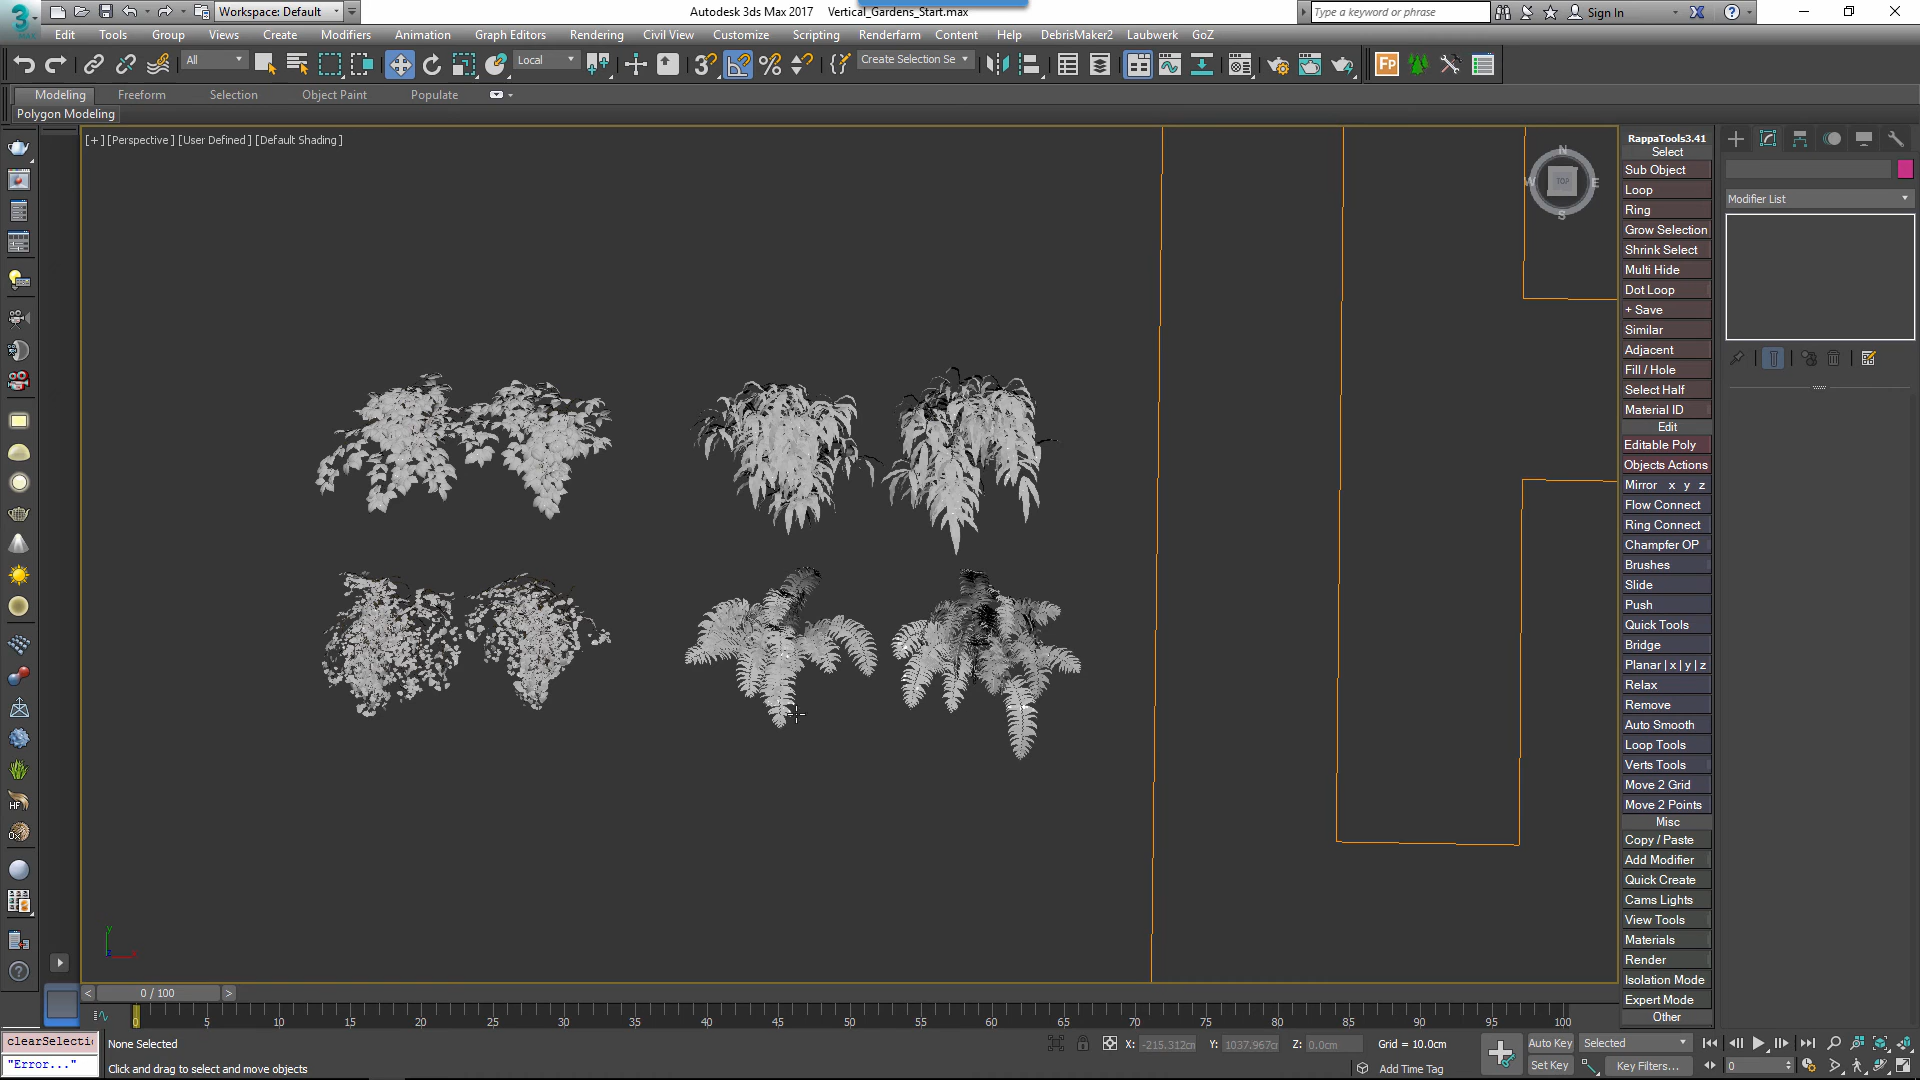 Workspace: Default
Autodesk 3ds Max 2017    Vertical_Gardens_Start.max
Type a keyword or phrase
Sign In
MAX
Edit Tools Group Views Create Modifiers Animation Graph Editors Rendering Civil View Customize Scripting Renderfarm Content Help DebrisMaker2 Laubwerk GoZ
All
Local
Create Selection Se
Modeling Freeform Selection Object Paint Populate
Polygon Modeling
[+] [Perspective ] [User Defined ] [Default Shading ]
N
W TOP E
S
RappaTools3.41
Select
Sub Object
Loop
Ring
Grow Selection
Shrink Select
Multi Hide
Dot Loop
+ Save
Similar
Adjacent
Fill / Hole
Select Half
Material ID
Edit
Editable Poly
Objects Actions
Mirror x y z
Flow Connect
Ring Connect
Champfer OP
Brushes
Slide
Push
Quick Tools
Bridge
Planar | x | y | z
Relax
Remove
Auto Smooth
Loop Tools
Verts Tools
Move 2 Grid
Move 2 Points
Misc
Copy / Paste
Add Modifier
Quick Create
Cams Lights
View Tools
Materials
Render
Isolation Mode
Expert Mode
Other
Modifier List
y
0 / 100
0 5 10 15 20 25 30 35 40 45 50 55 60 65 70 75 80 85 90 95 100
clearSelecti
"Error..."
None Selected
Click and drag to select and move objects
X: -215.312cm Y: 1037.967cm Z: 0.0cm Grid = 10.0cm
Add Time Tag
Auto Key Selected
Set Key Key Filters...
0